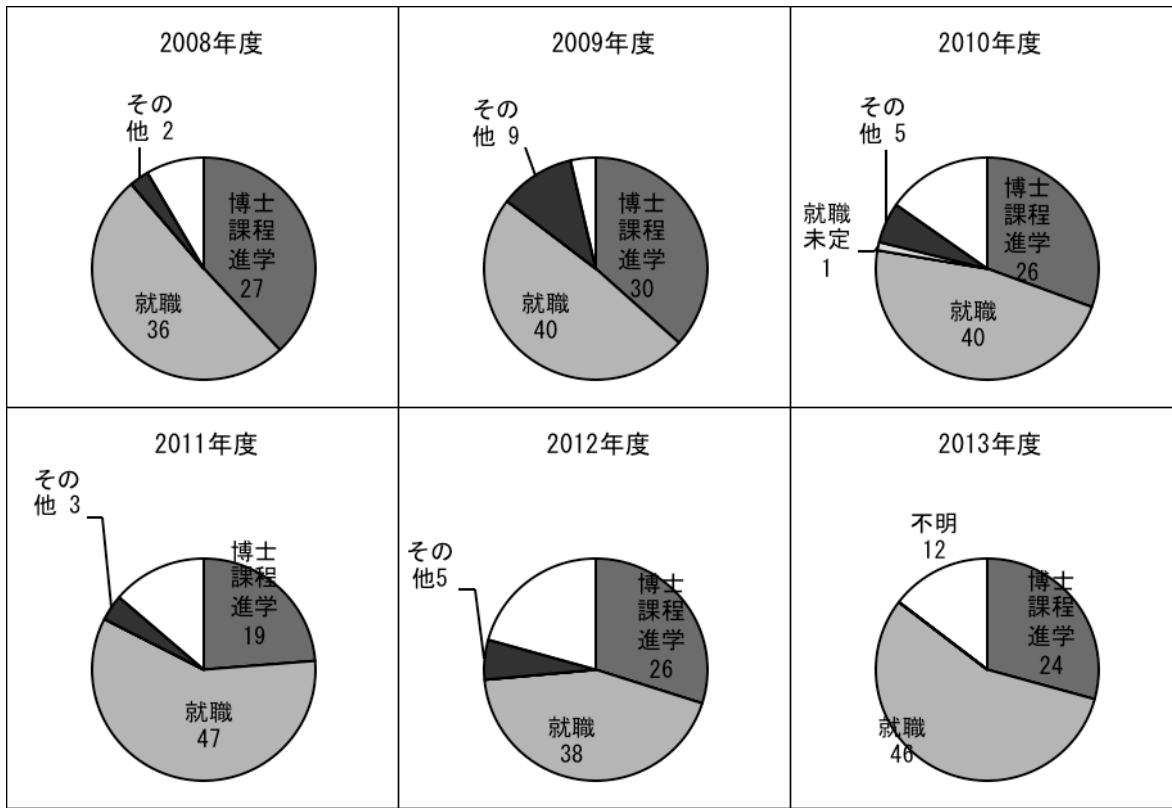 2008年度
その
他 2
博士
課程
進学
27
就職
36
2009年度
その
他 9
博士
課程
進学
30
就職
40
2010年度
その
他 5
就職
未定
1
博士
課程
進学
26
就職
40
2011年度
その
他 3
博士
課程
進学
19
就職
47
2012年度
その
他5
博士
課程
進学
26
就職
38
2013年度
不明
12
博士
課程
進学
24
就職
46